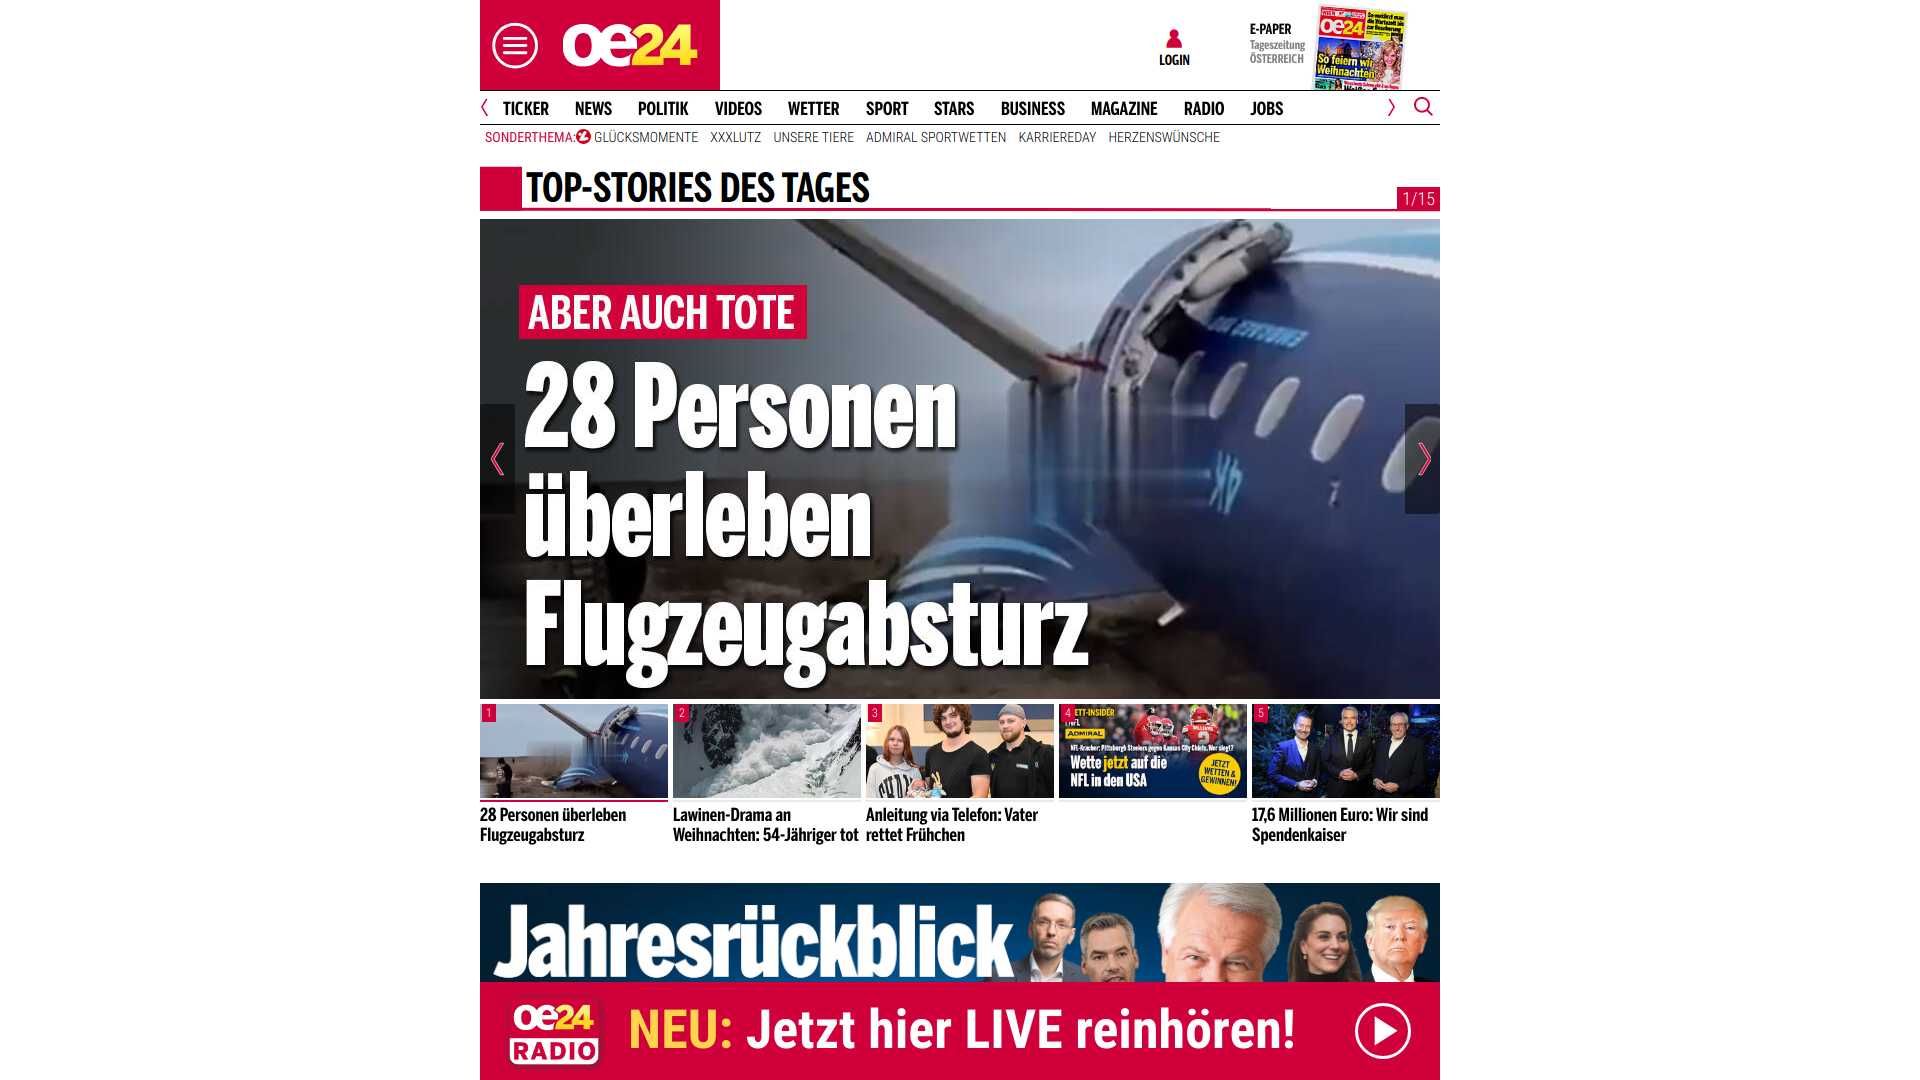 oe24
LOGIN
E-PAPER
Tageszeitung
ÖSTERREICH
oe24
So feiern wir
Weihnachten
TICKER NEWS POLITIK VIDEOS WETTER SPORT STARS BUSINESS MAGAZINE RADIO JOBS
SONDERTHEMA: GLÜCKSMOMENTE XXXLUTZ UNSERE TIERE ADMIRAL SPORTWETTEN KARRIEREDAY HERZENSWÜNSCHE
TOP-STORIES DES TAGES
1/15
ABER AUCH TOTE
28 Personen
überleben
Flugzeugabsturz
1
2
3
4
5
ETT-INSIDER
NFL
ADMIRAL
NFL-Kracher: Pittsburgh Steelers gegen Kansas City Chiefs. Wer siegt?
Wette jetzt auf die
NFL in den USA
JETZT
WETTEN &
GEWINNEN!
28 Personen überleben
Flugzeugabsturz
Lawinen-Drama an
Weihnachten: 54-Jähriger tot
Anleitung via Telefon: Vater
rettet Frühchen
17,6 Millionen Euro: Wir sind
Spendenkaiser
Jahresrückblick
oe24
RADIO
NEU: Jetzt hier LIVE reinhören!